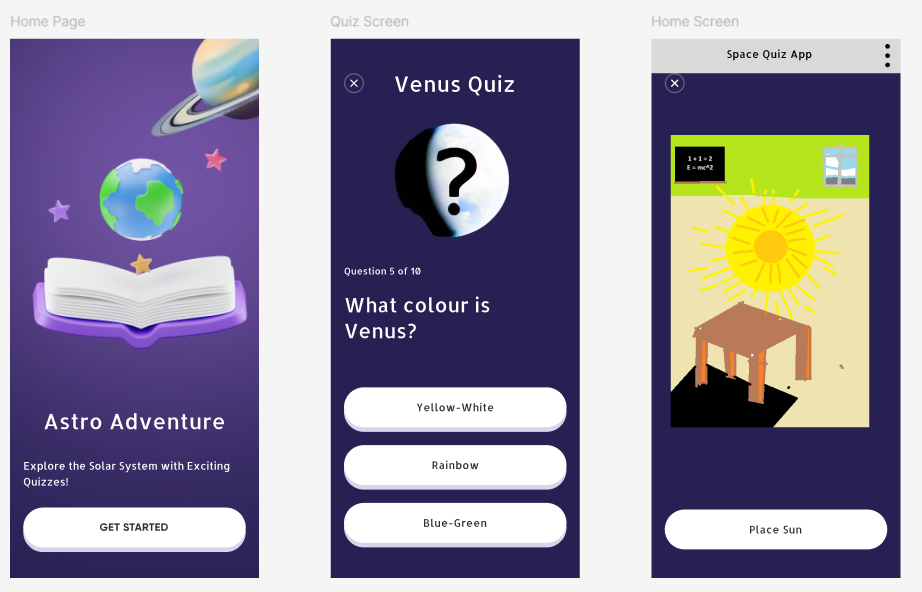 Home Page
Astro Adventure
Explore the Solar System with Exciting
Quizzes!
GET STARTED
Quiz Screen
Venus Quiz
?
Question 5 of 10
What colour is
Venus?
Yellow-White
Rainbow
Blue-Green
Home Screen
Space Quiz App
1 + 1 = 2
E = mc^2
Place Sun